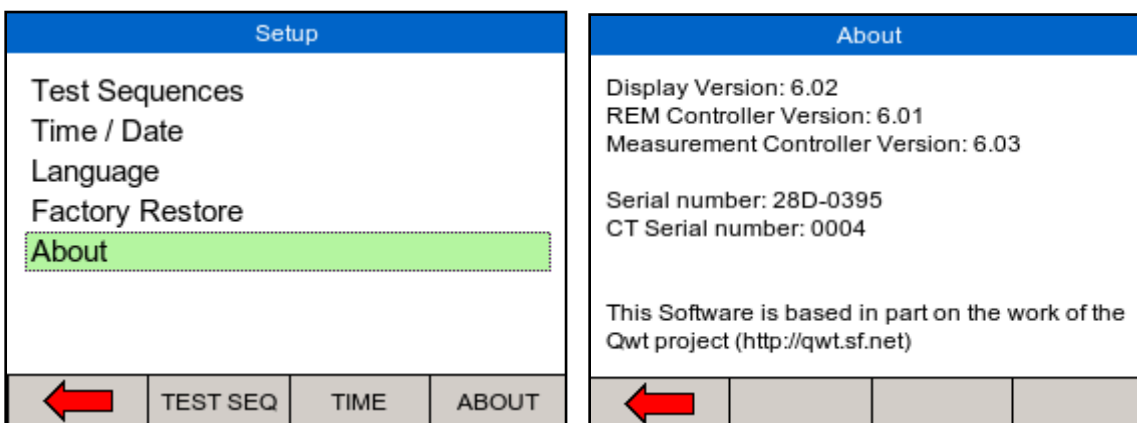 Setup
Test Sequences
Time / Date
Language
Factory Restore
About
TEST SEQ
TIME
ABOUT
About
Display Version: 6.02
REM Controller Version: 6.01
Measurement Controller Version: 6.03
Serial number: 28D-0395
CT Serial number: 0004
This Software is based in part on the work of the
Qwt project (http://qwt.sf.net)